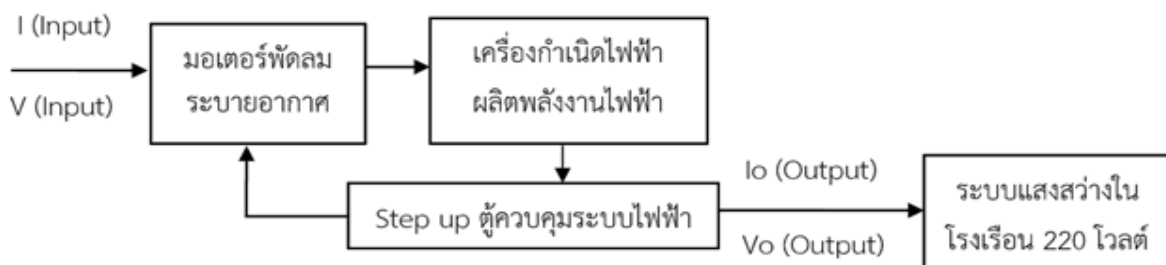 I (Input)
V (Input)
มอเตอร์พัดลม
ระบายอากาศ
เครื่องกำเนิดไฟฟ้า
ผลิตพลังงานไฟฟ้า
Step up ตู้ควบคุมระบบไฟฟ้า
Io (Output)
Vo (Output)
ระบบแสงสว่างใน
โรงเรือน 220 โวลต์